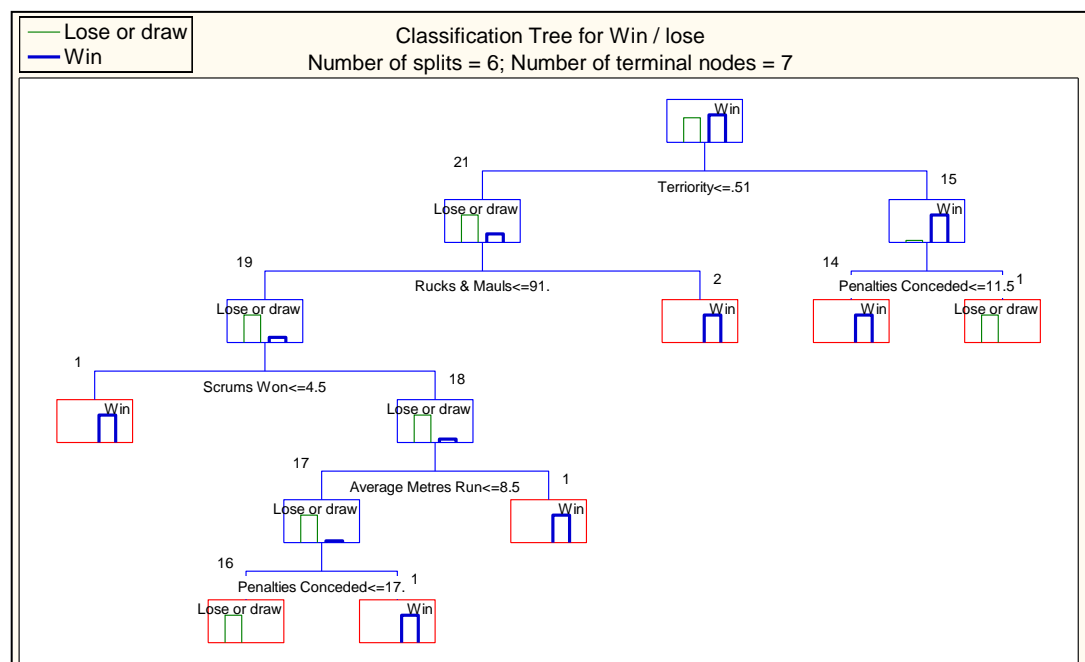 Lose or draw
Win
Classification Tree for Win / lose
Number of splits = 6; Number of terminal nodes = 7
Win
21
Terriority<=.51
15
Lose or draw
Win
19
Rucks & Mauls<=91.
2
14
Penalties Conceded<=11.5
1
Lose or draw
Win
Win
Lose or draw
1
Scrums Won<=4.5
18
Win
Lose or draw
17
Average Metres Run<=8.5
1
Lose or draw
Win
16
Penalties Conceded<=17.
1
Lose or draw
Win